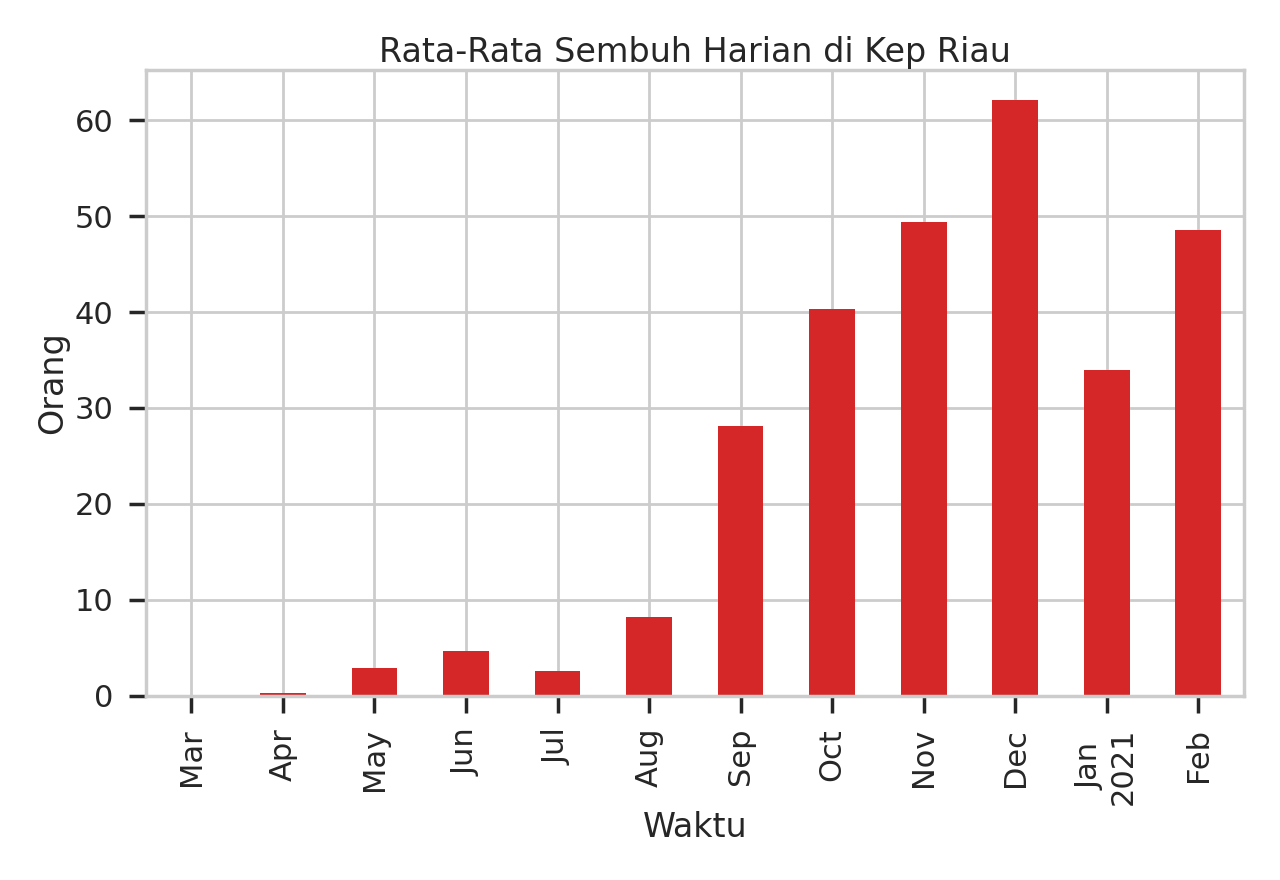 Rata-Rata Sembuh Harian di Kep Riau
60
50
40
30
20
10
0
Orang
Mar
Apr
May
Jun
Jul
Aug
Sep
Oct
Nov
Dec
Jan
2021
Feb
Waktu